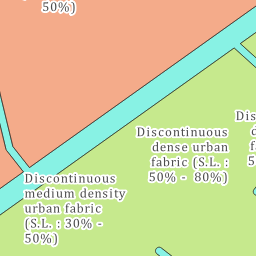 50%)
Discontinuous
dense urban
fabric (S.L. :
50% - 80%)
Discontinuous
medium density
urban fabric
(S.L. : 30% -
50%)